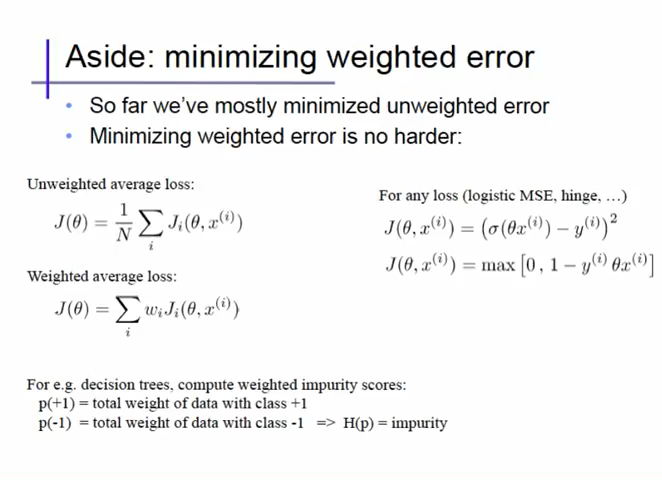 Aside: minimizing weighted error
• So far we've mostly minimized unweighted error
• Minimizing weighted error is no harder:
Unweighted average loss:
J(θ) = 1/N ∑_i J_i(θ, x^(i))
Weighted average loss:
J(θ) = ∑_i w_i J_i(θ, x^(i))
For any loss (logistic MSE, hinge, …)
J(θ, x^(i)) = (σ(θx^(i)) − y^(i))^2
J(θ, x^(i)) = max [0 , 1 − y^(i) θx^(i)]
For e.g. decision trees, compute weighted impurity scores:
p(+1) = total weight of data with class +1
p(-1) = total weight of data with class -1 => H(p) = impurity